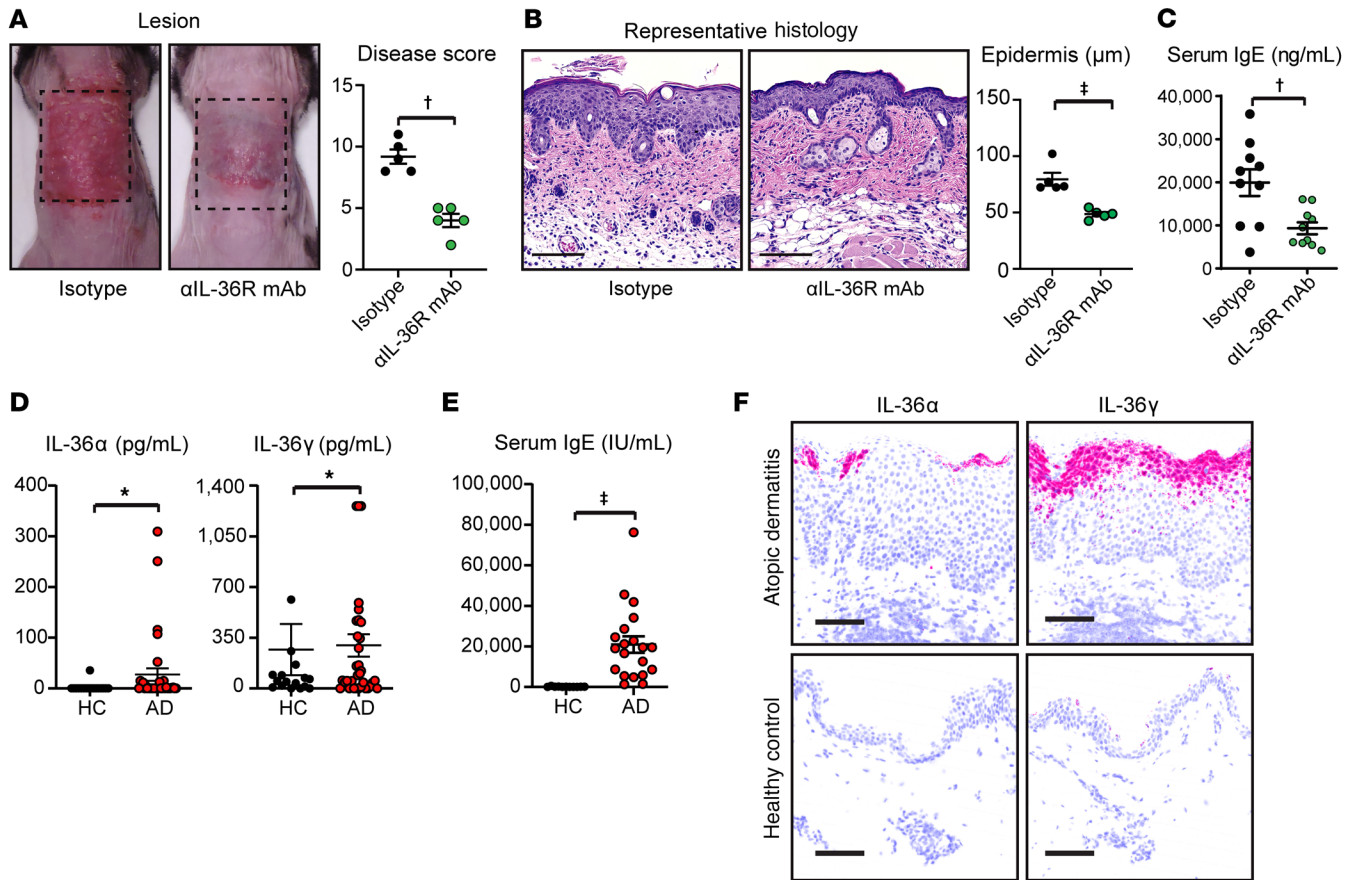 A
Lesion
Isotype
αIL-36R mAb
Disease score
15
10
5
0
†
Isotype
αIL-36R mAb
B
Representative histology
Isotype
αIL-36R mAb
Epidermis (µm)
150
100
50
0
‡
Isotype
αIL-36R mAb
C
Serum IgE (ng/mL)
40,000
30,000
20,000
10,000
0
†
Isotype
αIL-36R mAb
D
IL-36α (pg/mL)
400
300
200
100
0
*
HC
AD
IL-36γ (pg/mL)
1,400
1,050
700
350
0
*
HC
AD
E
Serum IgE (IU/mL)
100,000
80,000
60,000
40,000
20,000
0
‡
HC
AD
F
IL-36α
IL-36γ
Atopic dermatitis
Healthy control